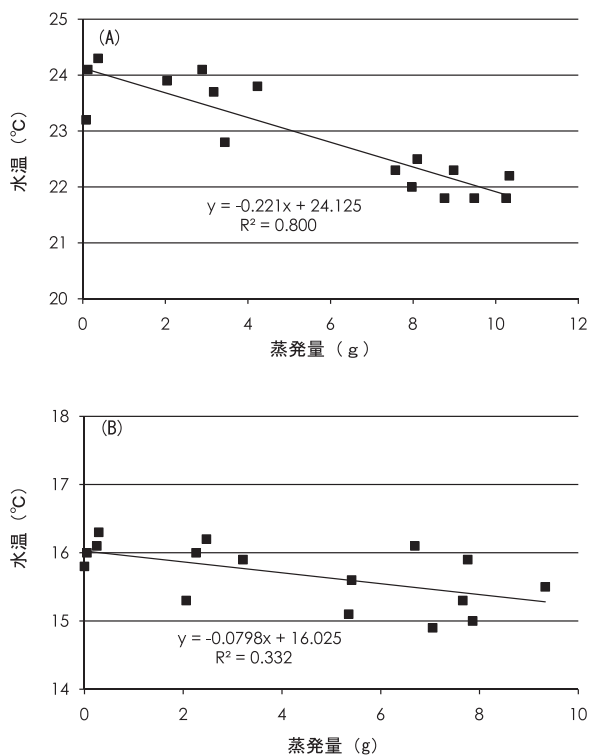 25
(A)
24
23
22
21
20
水温（℃）
y = -0.221x + 24.125
R² = 0.800
0 2 4 6 8 10 12
蒸発量（g）
18
(B)
17
16
15
14
水温（℃）
y = -0.0798x + 16.025
R² = 0.332
0 2 4 6 8 10
蒸発量（g）